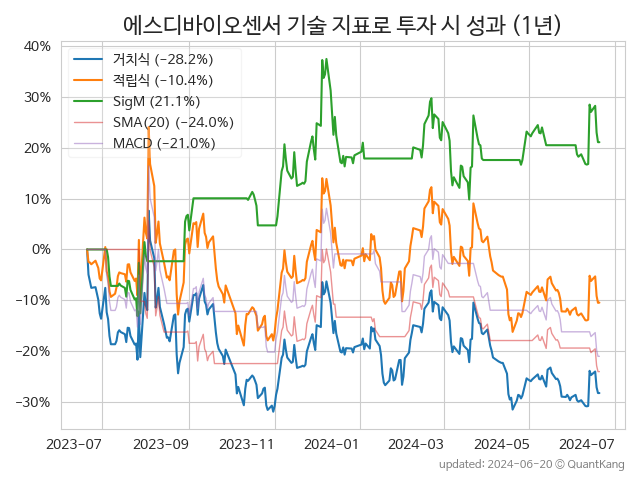 에스디바이오센서 기술 지표로 투자 시 성과 (1년)
40%
30%
20%
10%
0%
−10%
−20%
−30%
거치식 (−28.2%)
적립식 (−10.4%)
SigM (21.1%)
SMA(20) (−24.0%)
MACD (−21.0%)
2023-07
2023-09
2023-11
2024-01
2024-03
2024-05
2024-07
updated: 2024-06-20 © QuantKang